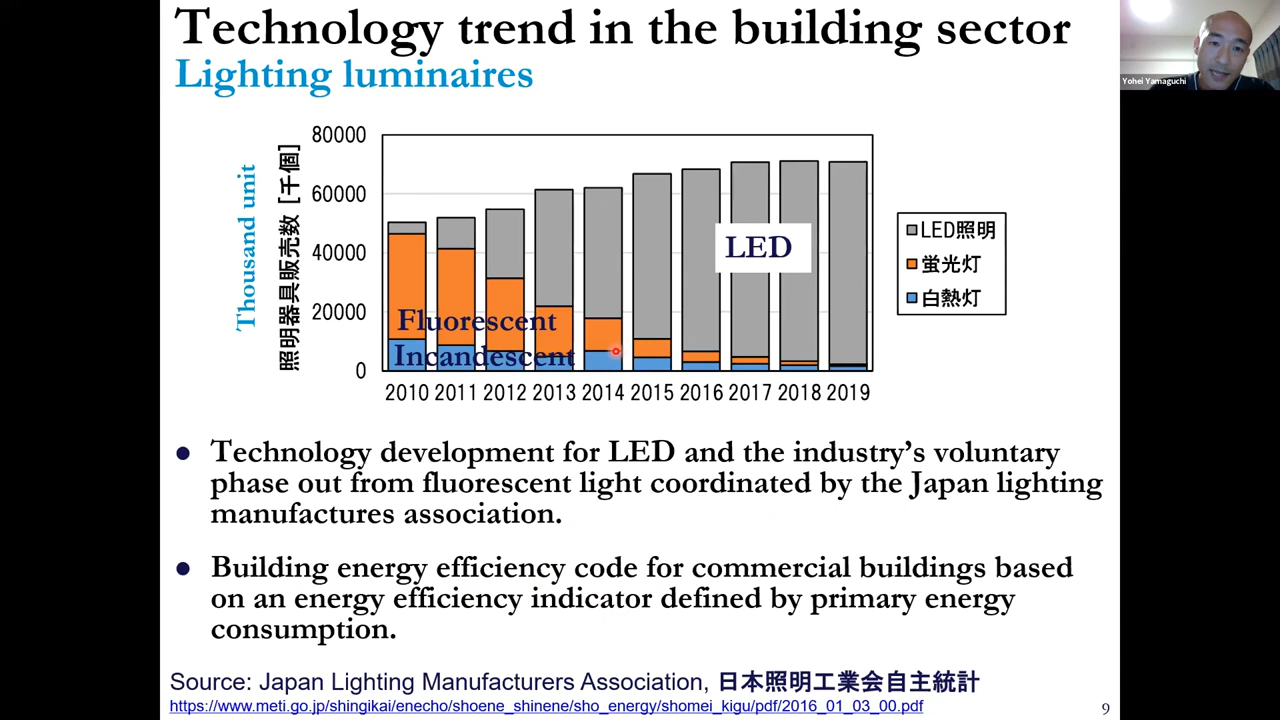 Technology trend in the building sector
Lighting luminaires
Yohei Yamaguchi
Thousand unit
照明器具販売数 [千個]
80000
60000
40000
20000
0
LED
Fluorescent
Incandescent
2010 2011 2012 2013 2014 2015 2016 2017 2018 2019
LED照明
蛍光灯
白熱灯
● Technology development for LED and the industry’s voluntary
phase out from fluorescent light coordinated by the Japan lighting
manufactures association.
● Building energy efficiency code for commercial buildings based
on an energy efficiency indicator defined by primary energy
consumption.
Source: Japan Lighting Manufacturers Association, 日本照明工業会自主統計
https://www.meti.go.jp/shingikai/enecho/shoene_shinene/sho_energy/shomei_kigu/pdf/2016_01_03_00.pdf
9